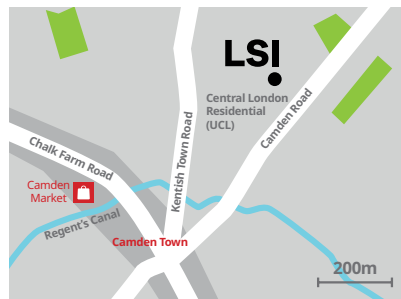 LSI
Central London
Residential
(UCL)
Camden Road
Kentish Town Road
Chalk Farm Road
Camden
Market
Regent's Canal
Camden Town
200m